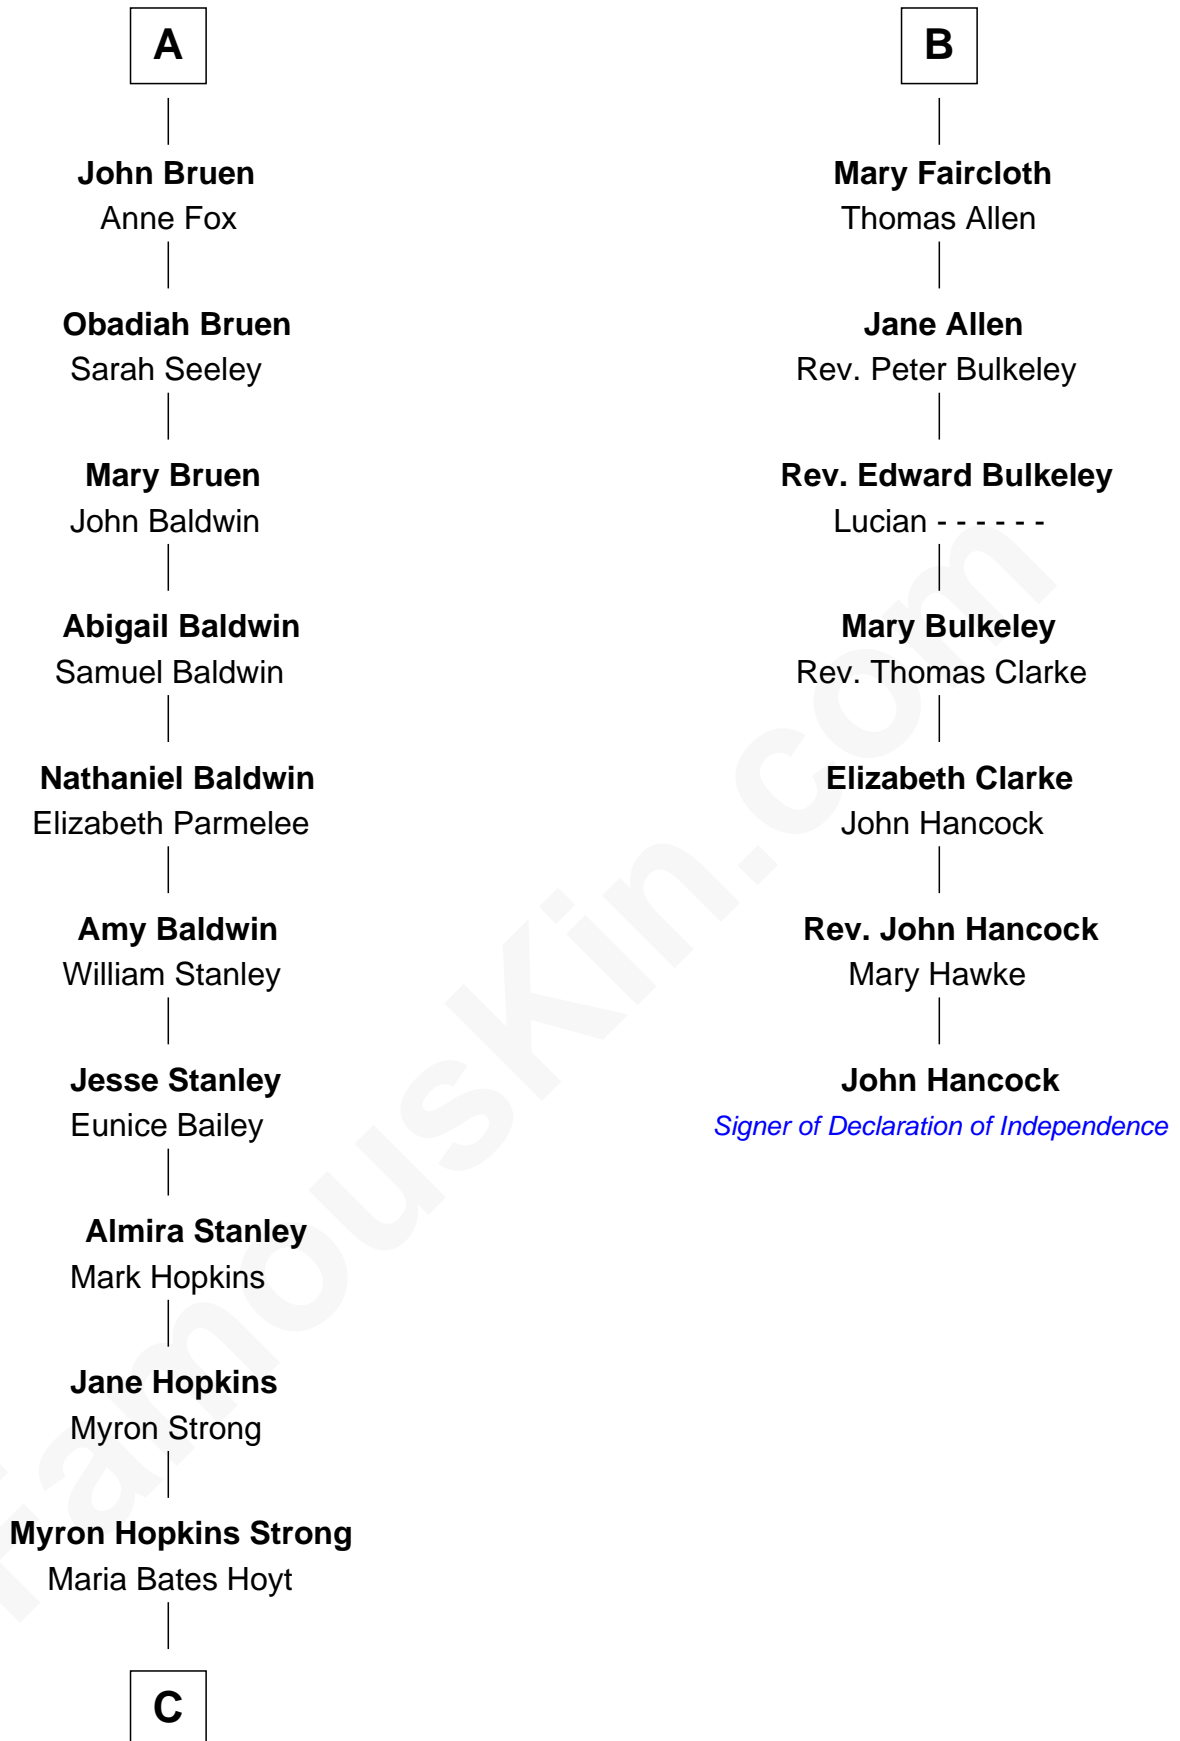 A
John Bruen
Anne Fox
Obadiah Bruen
Sarah Seeley
Mary Bruen
John Baldwin
Abigail Baldwin
Samuel Baldwin
Nathaniel Baldwin
Elizabeth Parmelee
Amy Baldwin
William Stanley
Jesse Stanley
Eunice Bailey
Almira Stanley
Mark Hopkins
Jane Hopkins
Myron Strong
Myron Hopkins Strong
Maria Bates Hoyt
C
B
Mary Faircloth
Thomas Allen
Jane Allen
Rev. Peter Bulkeley
Rev. Edward Bulkeley
Lucian - - - - - -
Mary Bulkeley
Rev. Thomas Clarke
Elizabeth Clarke
John Hancock
Rev. John Hancock
Mary Hawke
John Hancock
Signer of Declaration of Independence
FamousKin.com